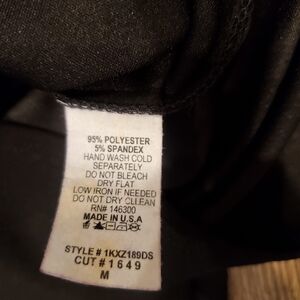 95% POLYESTER
5% SPANDEX
HAND WASH COLD
SEPARATELY
DO NOT BLEACH
DRY FLAT
LOW IRON IF NEEDED
DO NOT DRY CLEAN
RN# 146300
MADE IN U.S.A
STYLE # 1KXZ189DS
CUT # 1649
M